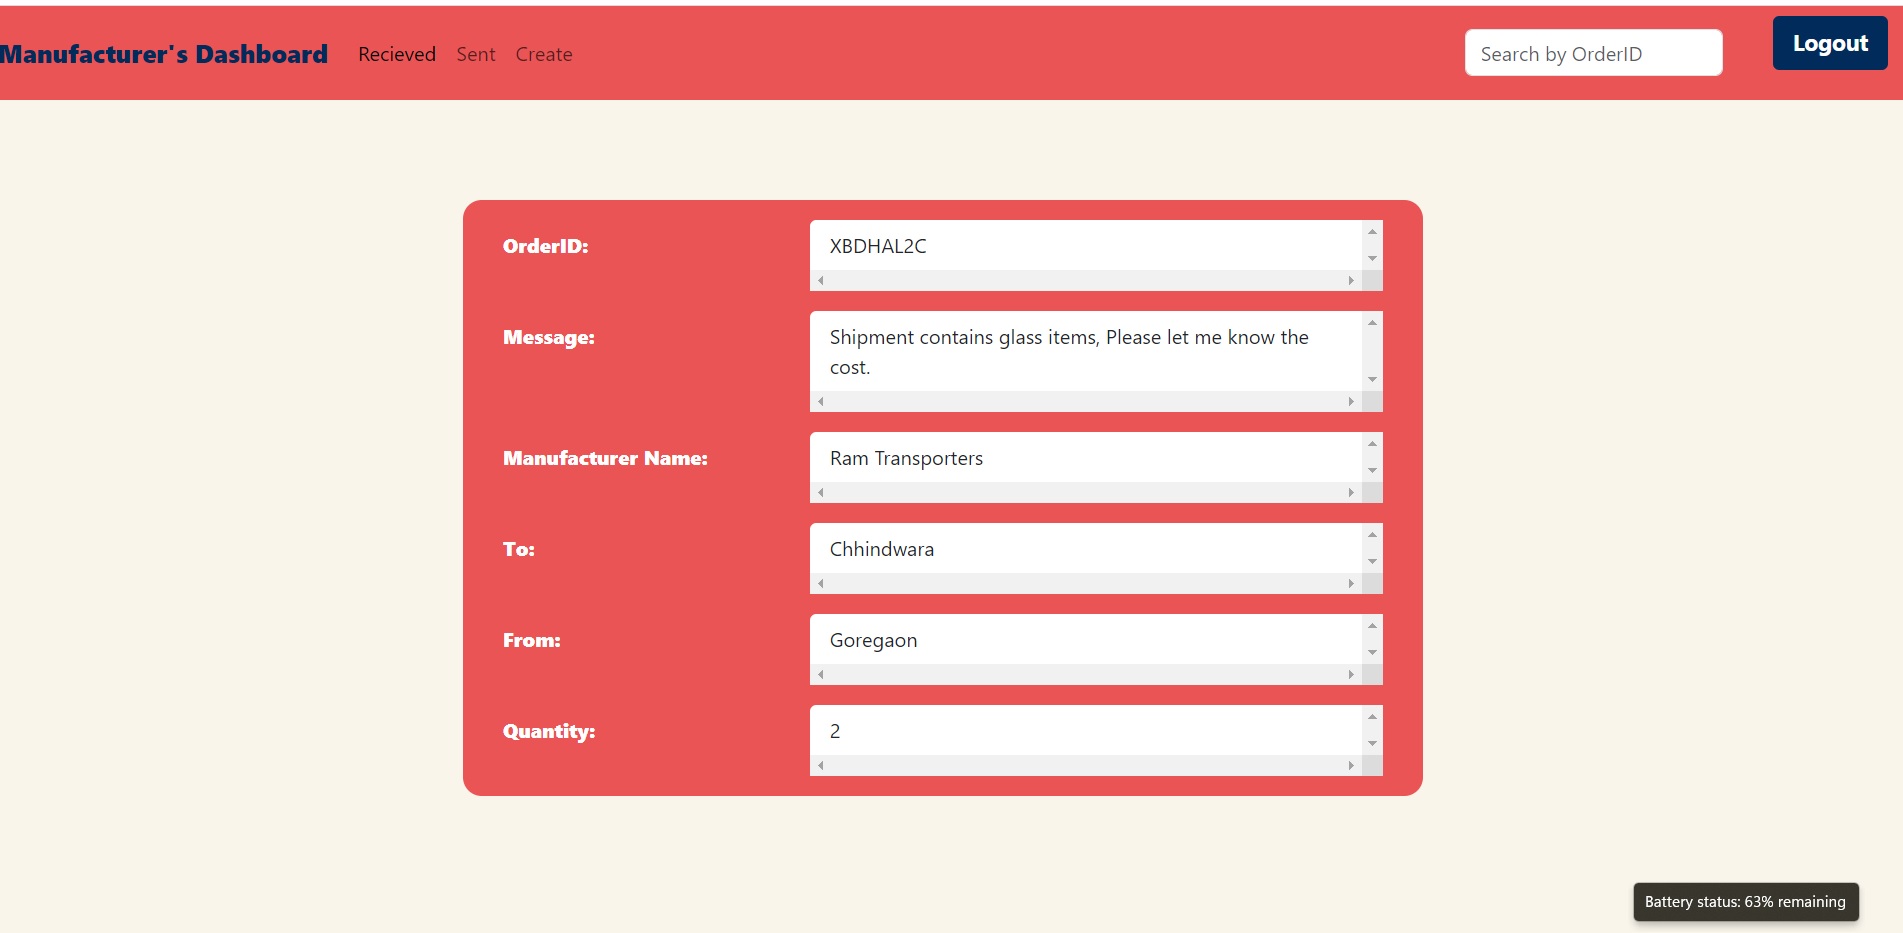 Manufacturer's Dashboard Recieved Sent Create Search by OrderID Logout
OrderID: XBDHAL2C
Message: Shipment contains glass items, Please let me know the
cost.
Manufacturer Name: Ram Transporters
To: Chhindwara
From: Goregaon
Quantity: 2
Battery status: 63% remaining